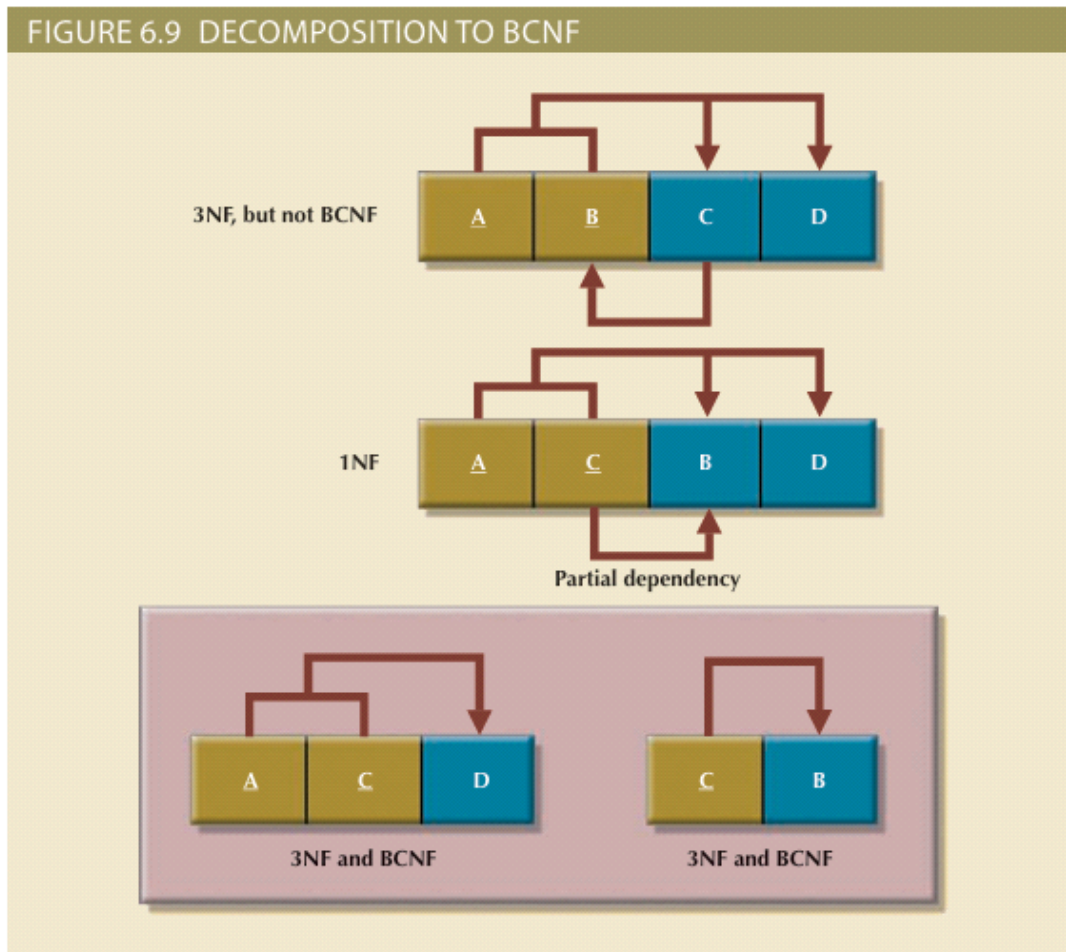 FIGURE 6.9 DECOMPOSITION TO BCNF
3NF, but not BCNF
A B C D
1NF
A C B D
Partial dependency
A C D
C B
3NF and BCNF
3NF and BCNF